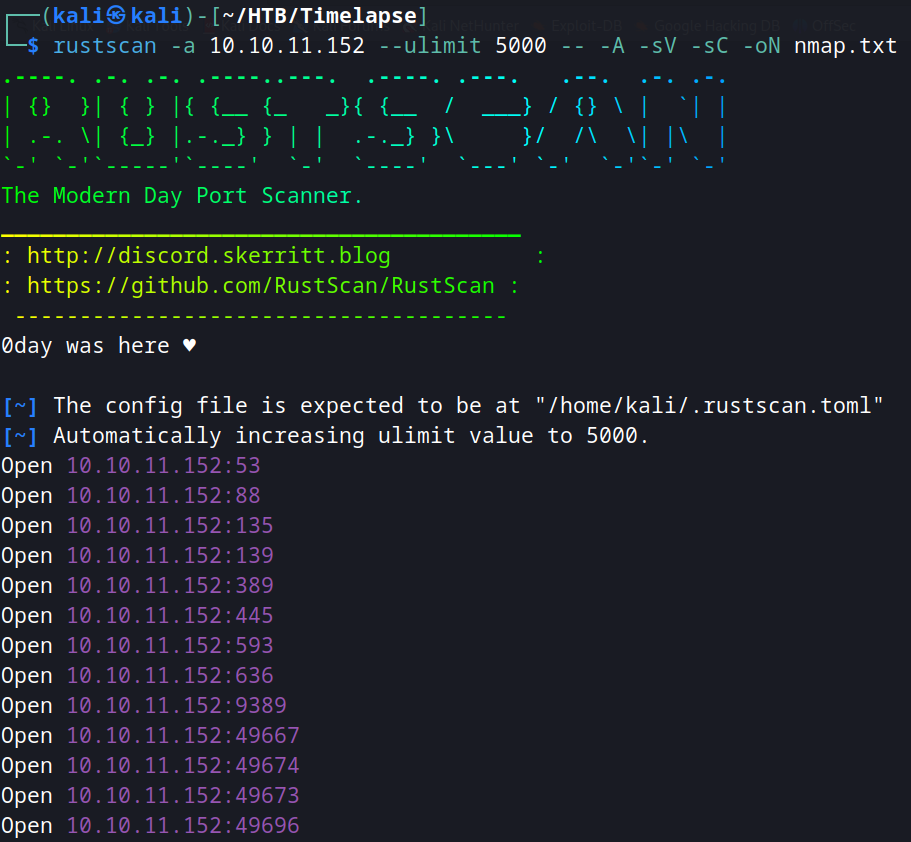 ┌──(kali㉿kali)-[~/HTB/Timelapse]
└─$ rustscan -a 10.10.11.152 --ulimit 5000 -- -A -sV -sC -oN nmap.txt
.----. .-. .-. .----..---.  .----. .---.   .--.  .-. .-.
| {}  }| { } |{ {__ {_   _}{ {__  /  ___} / {} \ |  `| |
| .-. \| {_} |.-._} } | |  .-._} }\     }/  /\  \| |\  |
`-' `-'`-----'`----'  `-'  `----'  `---' `-'  `-'`-' `-'
The Modern Day Port Scanner.
________________________________________
: http://discord.skerritt.blog           :
: https://github.com/RustScan/RustScan :
 --------------------------------------
0day was here ♥
[~] The config file is expected to be at "/home/kali/.rustscan.toml"
[~] Automatically increasing ulimit value to 5000.
Open 10.10.11.152:53
Open 10.10.11.152:88
Open 10.10.11.152:135
Open 10.10.11.152:139
Open 10.10.11.152:389
Open 10.10.11.152:445
Open 10.10.11.152:593
Open 10.10.11.152:636
Open 10.10.11.152:9389
Open 10.10.11.152:49667
Open 10.10.11.152:49674
Open 10.10.11.152:49673
Open 10.10.11.152:49696